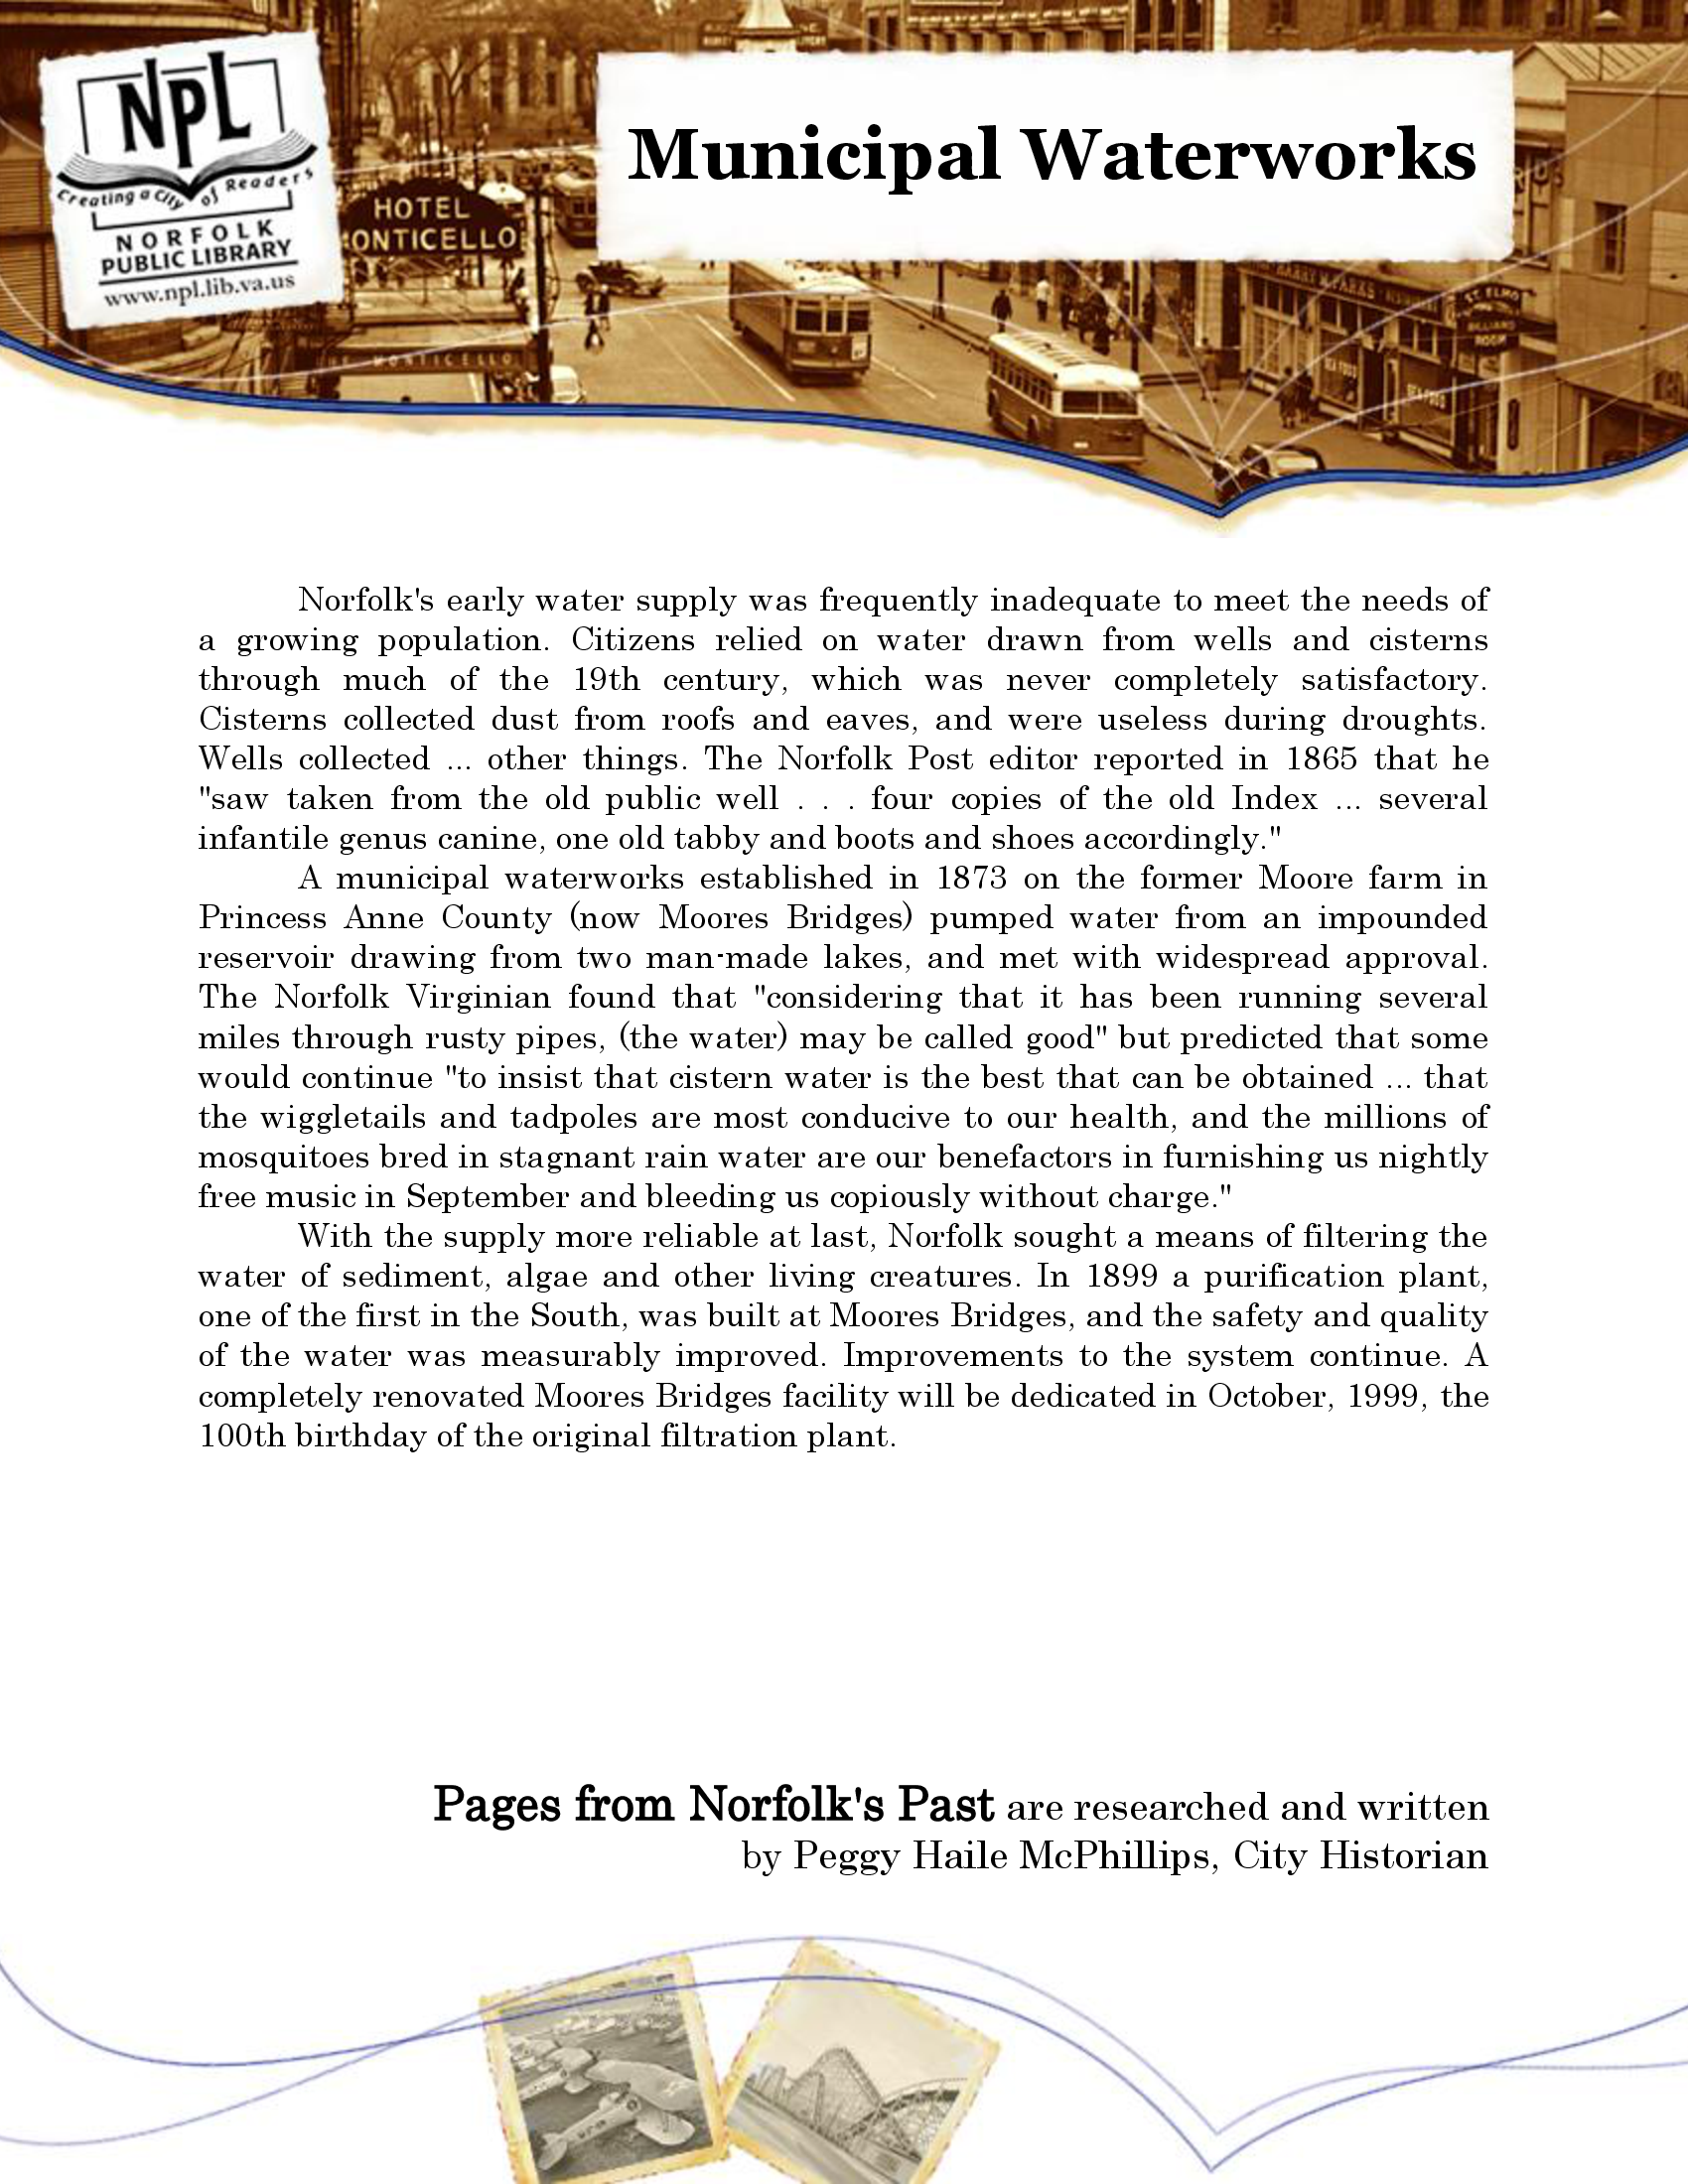 NPL
Creating a City of Readers
NORFOLK
PUBLIC LIBRARY
www.npl.lib.va.us
Municipal Waterworks
HOTEL
MONTICELLO
MONTICELLO
ST. ELMO
BILLIARD
ROOM
SEA FOOD
SEA FOOD
Norfolk's early water supply was frequently inadequate to meet the needs of
a growing population. Citizens relied on water drawn from wells and cisterns
through much of the 19th century, which was never completely satisfactory.
Cisterns collected dust from roofs and eaves, and were useless during droughts.
Wells collected ... other things. The Norfolk Post editor reported in 1865 that he
"saw taken from the old public well . . . four copies of the old Index ... several
infantile genus canine, one old tabby and boots and shoes accordingly."
A municipal waterworks established in 1873 on the former Moore farm in
Princess Anne County (now Moores Bridges) pumped water from an impounded
reservoir drawing from two man-made lakes, and met with widespread approval.
The Norfolk Virginian found that "considering that it has been running several
miles through rusty pipes, (the water) may be called good" but predicted that some
would continue "to insist that cistern water is the best that can be obtained ... that
the wiggletails and tadpoles are most conducive to our health, and the millions of
mosquitoes bred in stagnant rain water are our benefactors in furnishing us nightly
free music in September and bleeding us copiously without charge."
With the supply more reliable at last, Norfolk sought a means of filtering the
water of sediment, algae and other living creatures. In 1899 a purification plant,
one of the first in the South, was built at Moores Bridges, and the safety and quality
of the water was measurably improved. Improvements to the system continue. A
completely renovated Moores Bridges facility will be dedicated in October, 1999, the
100th birthday of the original filtration plant.
Pages from Norfolk's Past are researched and written
by Peggy Haile McPhillips, City Historian